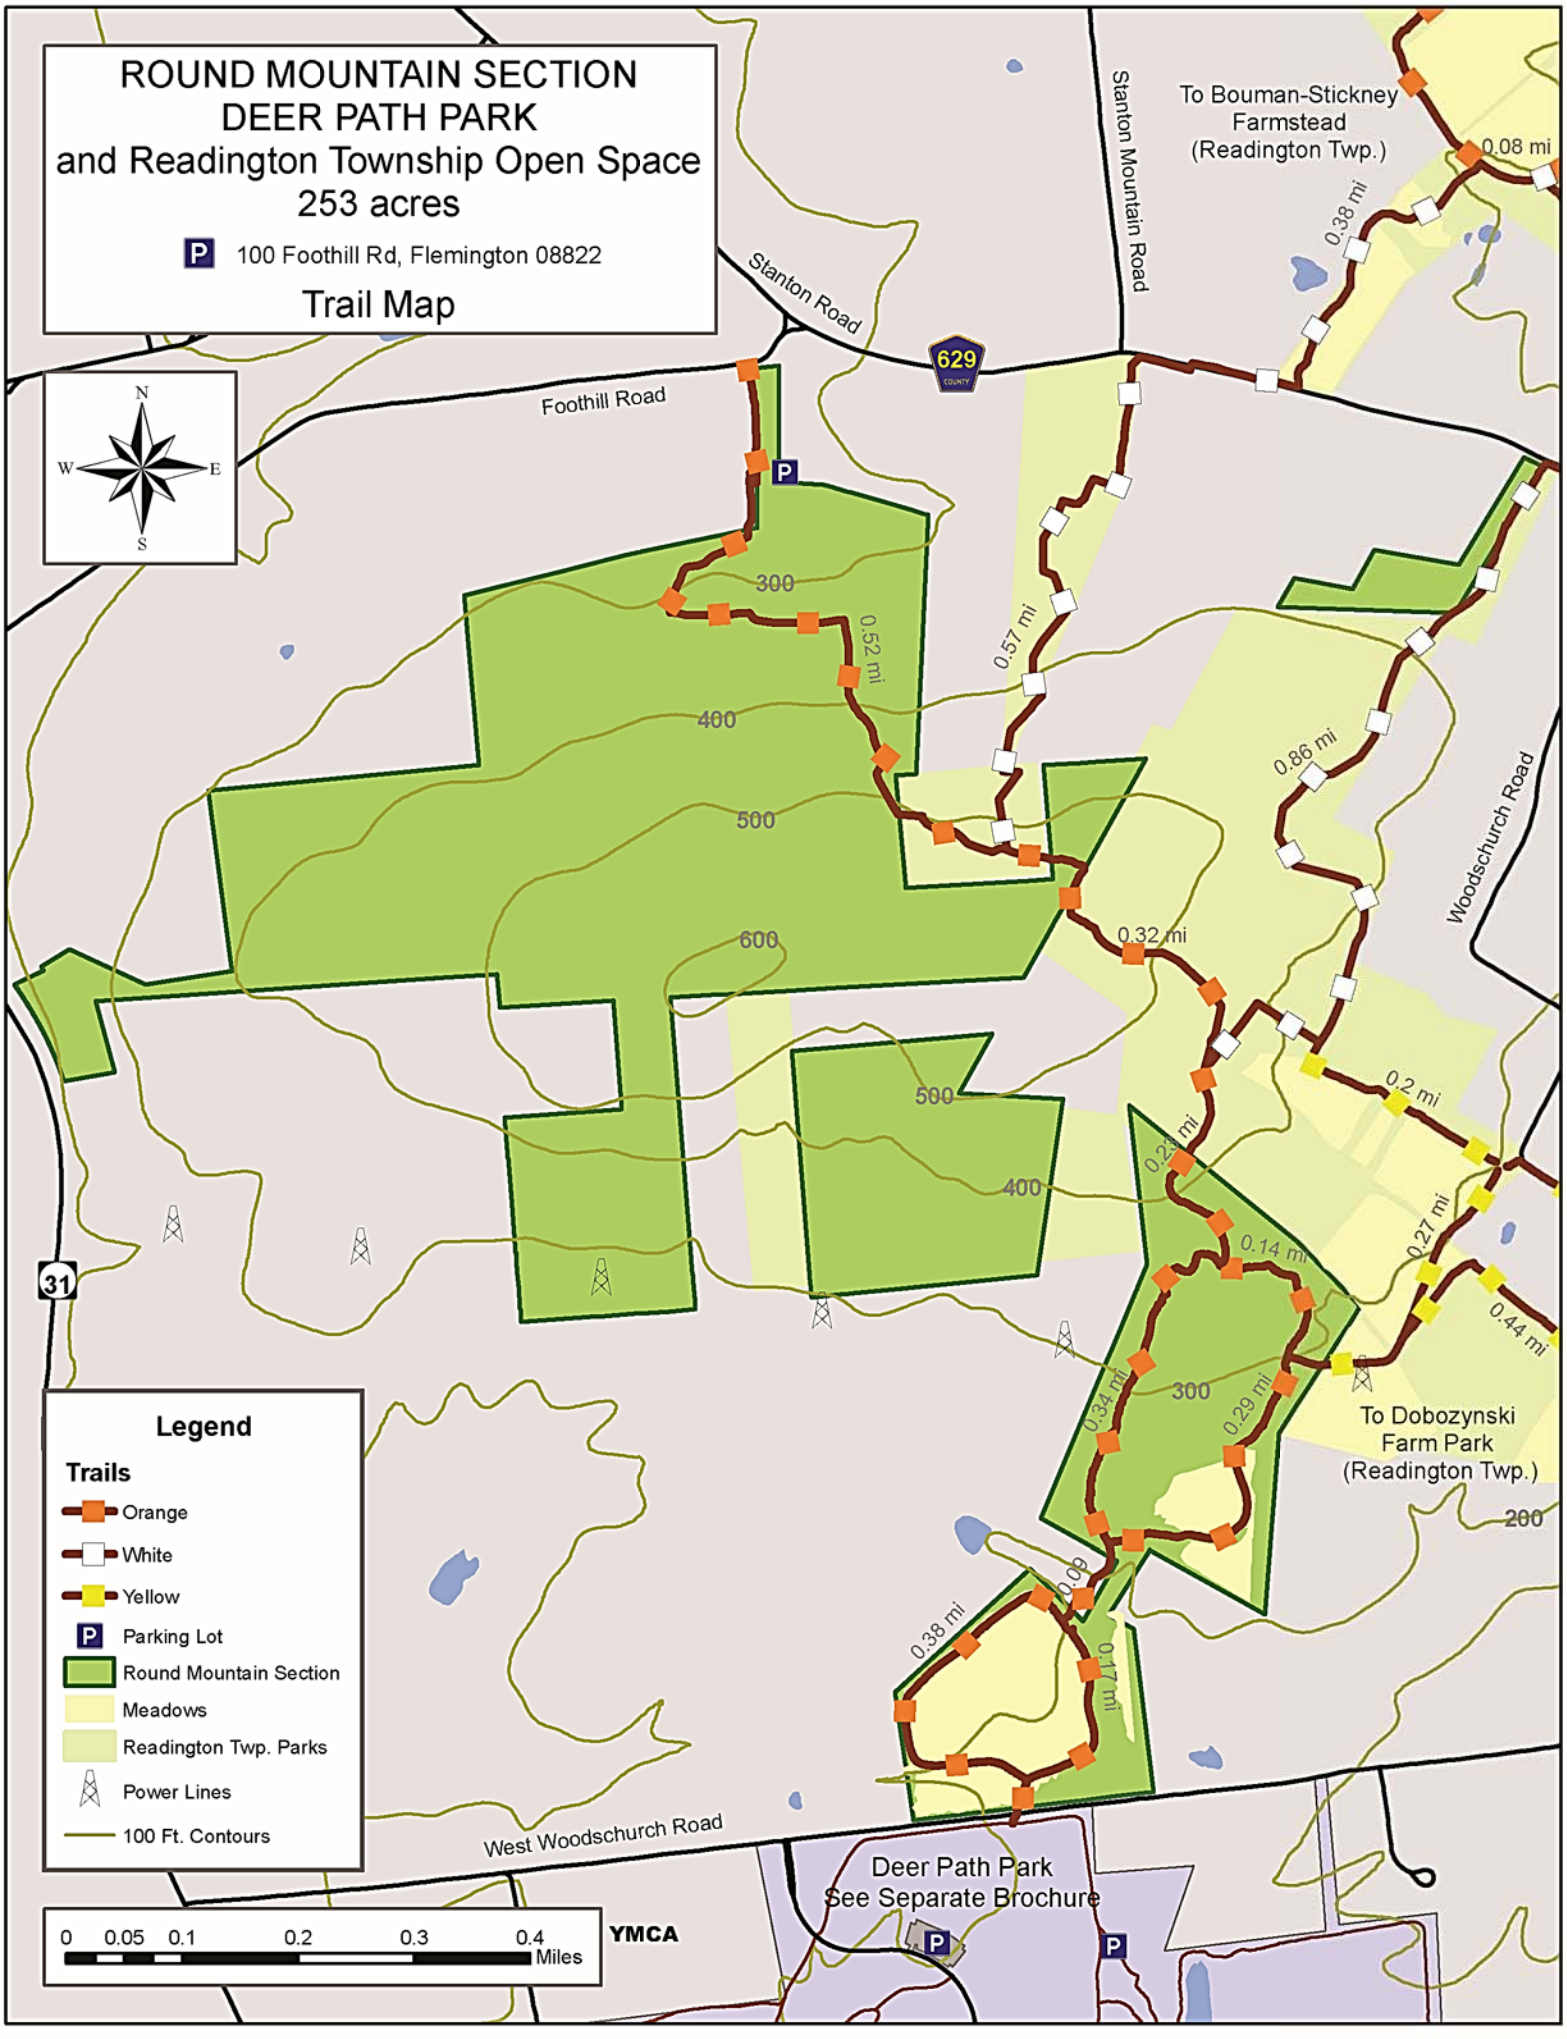 ROUND MOUNTAIN SECTION
DEER PATH PARK
and Readington Township Open Space
253 acres
P 100 Foothill Rd, Flemington 08822
Trail Map
N
W E
S
Stanton Road
Foothill Road
629
COUNTY
Stanton Mountain Road
To Bouman-Stickney
Farmstead
(Readington Twp.)
0.08 mi
0.38 mi
P
300
0.52 mi
0.57 mi
400
0.86 mi
Woodschurch Road
500
600
0.32 mi
500
0.2 mi
400
0.23 mi
0.14 mi
0.27 mi
0.44 mi
31
300
0.34 mi
0.29 mi
To Dobozynski
Farm Park
(Readington Twp.)
200
0.09
0.38 mi
0.17 mi
Legend
Trails
Orange
White
Yellow
P Parking Lot
Round Mountain Section
Meadows
Readington Twp. Parks
Power Lines
100 Ft. Contours
West Woodschurch Road
Deer Path Park
See Separate Brochure
P
P
YMCA
0 0.05 0.1 0.2 0.3 0.4
Miles